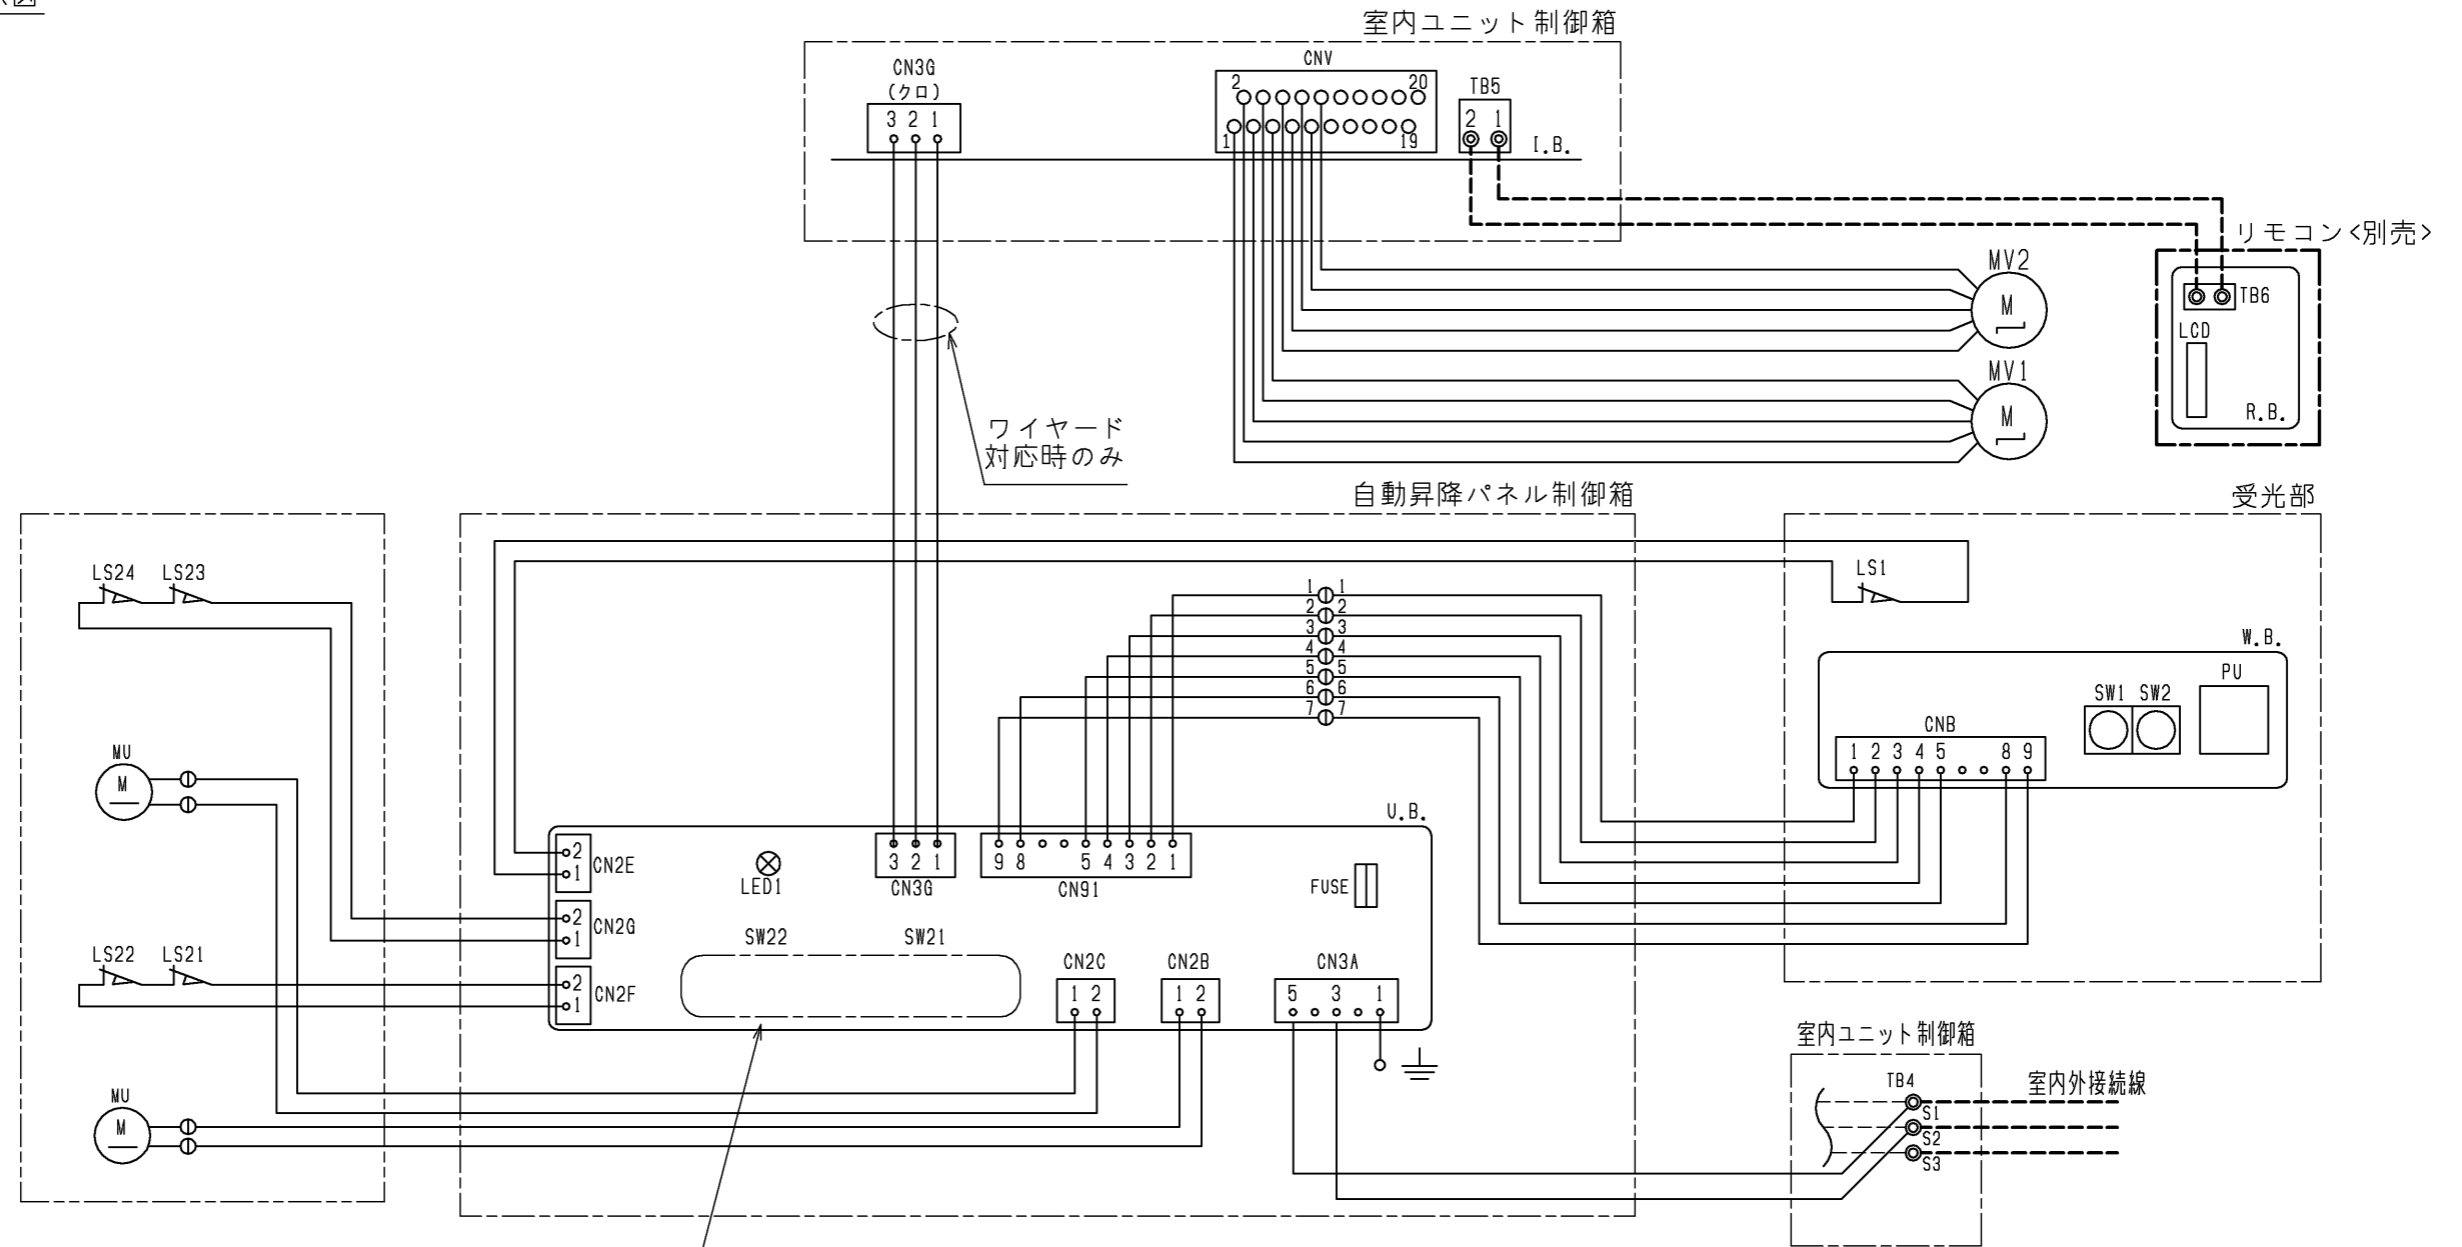 図
室内ユニット制御箱
CN3G
(クロ)
3 2 1
CNV
2 20
1 19
TB5
2 1
I.B.
リモコン<別売>
TB6
LCD
R.B.
MV2
M
MV1
M
ワイヤード
対応時のみ
自動昇降パネル制御箱
受光部
LS24 LS23
LS1
1 1
2 2
3 3
4 4
5 5
6 6
7 7
W.B.
SW1 SW2
PU
CNB
1 2 3 4 5 8 9
MU
M
U.B.
2
1
CN2E
LED1
3 2 1
CN3G
9 8 5 4 3 2 1
CN91
FUSE
2
1
CN2G
SW22 SW21
LS22 LS21
2
1
CN2F
CN2C
1 2
CN2B
1 2
CN3A
5 3 1
MU
M
室内ユニット制御箱
TB4
室内外接続線
S1
S2
S3